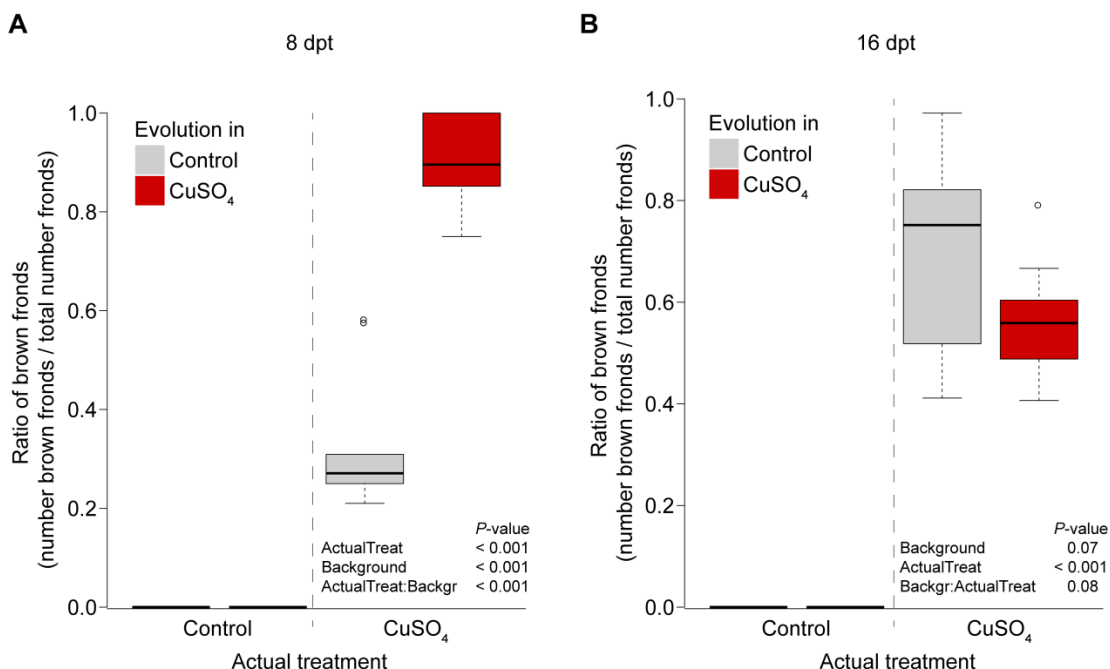 A
8 dpt
Ratio of brown fronds
(number brown fronds / total number fronds)
1.0
0.8
0.6
0.4
0.2
0.0
Evolution in
Control
CuSO₄
P-value
ActualTreat < 0.001
Background < 0.001
ActualTreat:Backgr < 0.001
Control CuSO₄
Actual treatment
B
16 dpt
Ratio of brown fronds
(number brown fronds / total number fronds)
1.0
0.8
0.6
0.4
0.2
0.0
Evolution in
Control
CuSO₄
P-value
Background 0.07
ActualTreat < 0.001
Backgr:ActualTreat 0.08
Control CuSO₄
Actual treatment